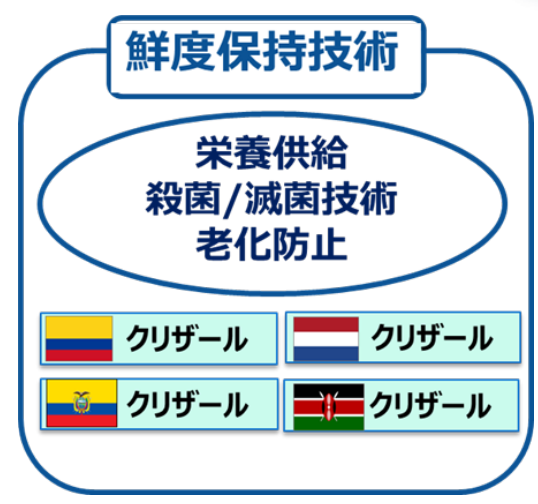 鮮度保持技術
栄養供給
殺菌/滅菌技術
老化防止
クリザール
クリザール
クリザール
クリザール